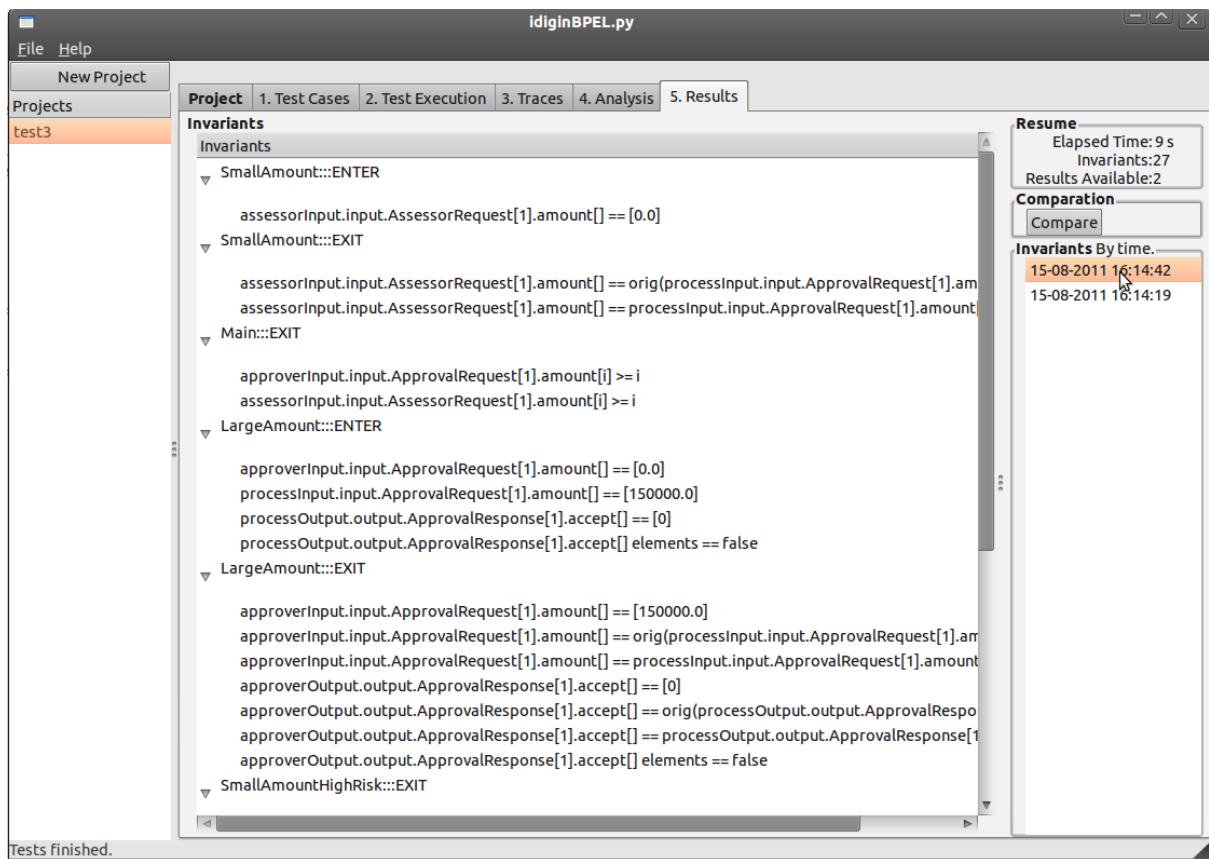 idiginBPEL.py
File Help
New Project
Projects
test3
Project 1. Test Cases 2. Test Execution 3. Traces 4. Analysis 5. Results
Invariants
Invariants
SmallAmount:::ENTER
assessorInput.input.AssessorRequest[1].amount[] == [0.0]
SmallAmount:::EXIT
assessorInput.input.AssessorRequest[1].amount[] == orig(processInput.input.ApprovalRequest[1].am
assessorInput.input.AssessorRequest[1].amount[] == processInput.input.ApprovalRequest[1].amount[
Main:::EXIT
approverInput.input.ApprovalRequest[1].amount[i] >= i
assessorInput.input.AssessorRequest[1].amount[i] >= i
LargeAmount:::ENTER
approverInput.input.ApprovalRequest[1].amount[] == [0.0]
processInput.input.ApprovalRequest[1].amount[] == [150000.0]
processOutput.output.ApprovalResponse[1].accept[] == [0]
processOutput.output.ApprovalResponse[1].accept[] elements == false
LargeAmount:::EXIT
approverInput.input.ApprovalRequest[1].amount[] == [150000.0]
approverInput.input.ApprovalRequest[1].amount[] == orig(processInput.input.ApprovalRequest[1].am
approverInput.input.ApprovalRequest[1].amount[] == processInput.input.ApprovalRequest[1].amount
approverOutput.output.ApprovalResponse[1].accept[] == [0]
approverOutput.output.ApprovalResponse[1].accept[] == orig(processOutput.output.ApprovalRespo
approverOutput.output.ApprovalResponse[1].accept[] == processOutput.output.ApprovalResponse[1
approverOutput.output.ApprovalResponse[1].accept[] elements == false
SmallAmountHighRisk:::EXIT
Resume
Elapsed Time: 9 s
Invariants:27
Results Available:2
Comparation
Compare
Invariants By time.
15-08-2011 16:14:42
15-08-2011 16:14:19
Tests finished.